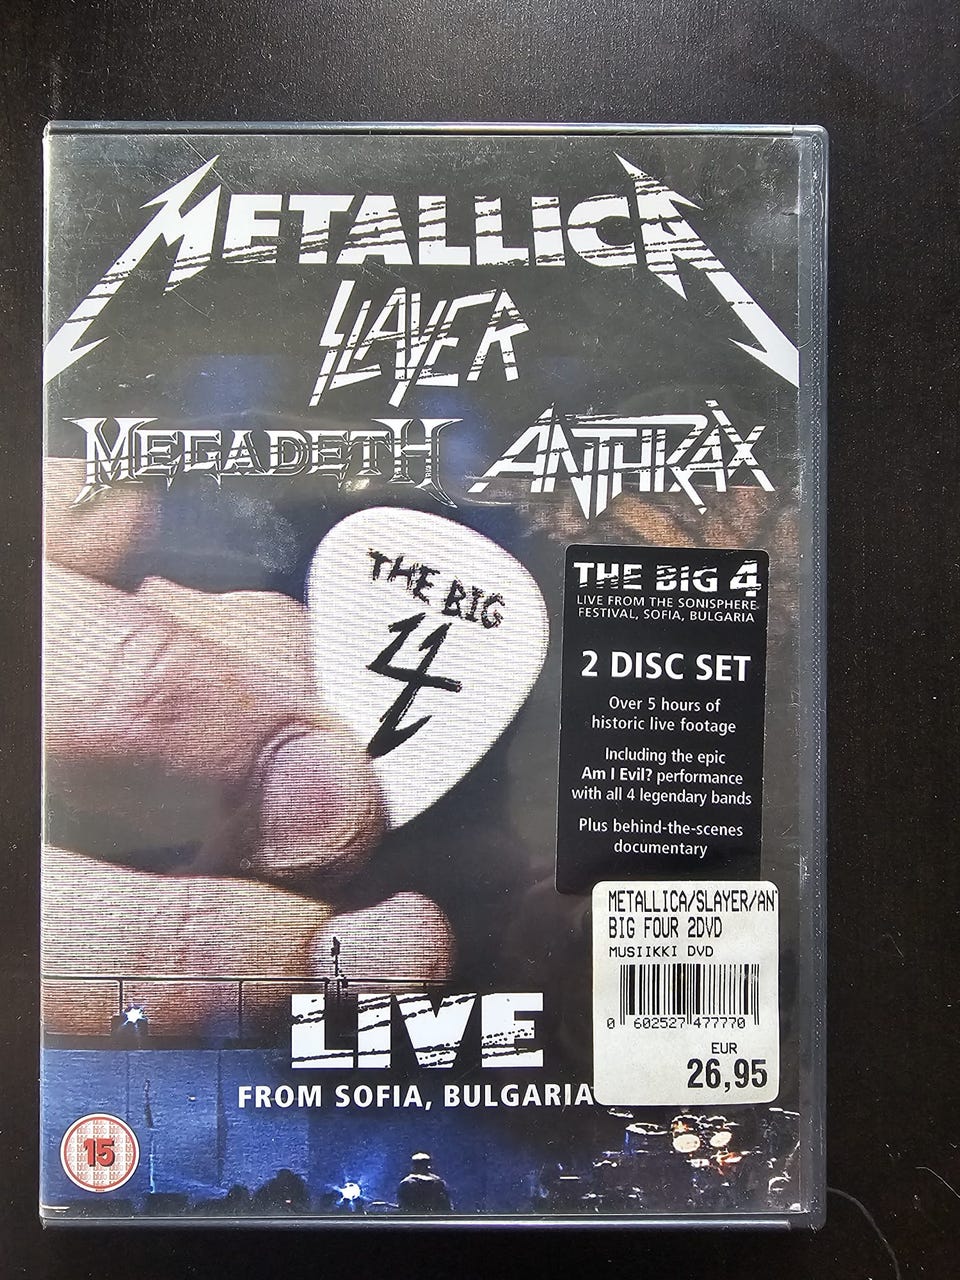 METALLICA
SLAYER
MEGADETH
ANTHRAX
THE BIG
4
THE BIG 4
LIVE FROM THE SONISPHERE
FESTIVAL, SOFIA, BULGARIA
2 DISC SET
Over 5 hours of
historic live footage
Including the epic
Am I Evil? performance
with all 4 legendary bands
Plus behind-the-scenes
documentary
METALLICA/SLAYER/AN
BIG FOUR 2DVD
MUSIIKKI DVD
0 602527 477770
EUR
26,95
LIVE
FROM SOFIA, BULGARIA
15